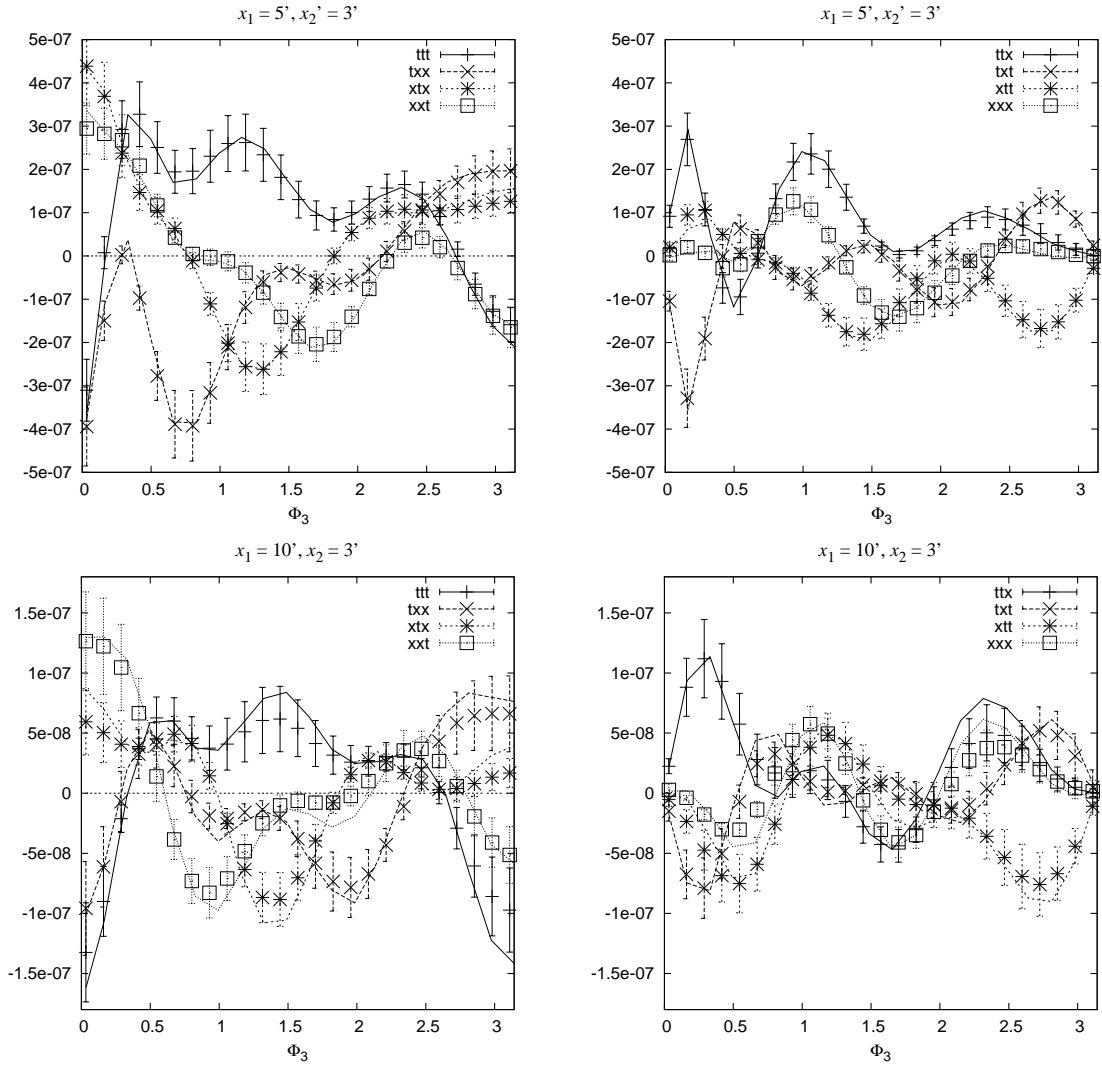 x1 = 5', x2' = 3'
5e-07
4e-07
3e-07
2e-07
1e-07
0
-1e-07
-2e-07
-3e-07
-4e-07
-5e-07
ttt
txx
xtx
xxt
0 0.5 1 1.5 2 2.5 3
Φ3
x1 = 5', x2' = 3'
5e-07
4e-07
3e-07
2e-07
1e-07
0
-1e-07
-2e-07
-3e-07
-4e-07
-5e-07
ttx
txt
xtt
xxx
0 0.5 1 1.5 2 2.5 3
Φ3
x1 = 10', x2 = 3'
1.5e-07
1e-07
5e-08
0
-5e-08
-1e-07
-1.5e-07
ttt
txx
xtx
xxt
0 0.5 1 1.5 2 2.5 3
Φ3
x1 = 10', x2 = 3'
1.5e-07
1e-07
5e-08
0
-5e-08
-1e-07
-1.5e-07
ttx
txt
xtt
xxx
0 0.5 1 1.5 2 2.5 3
Φ3